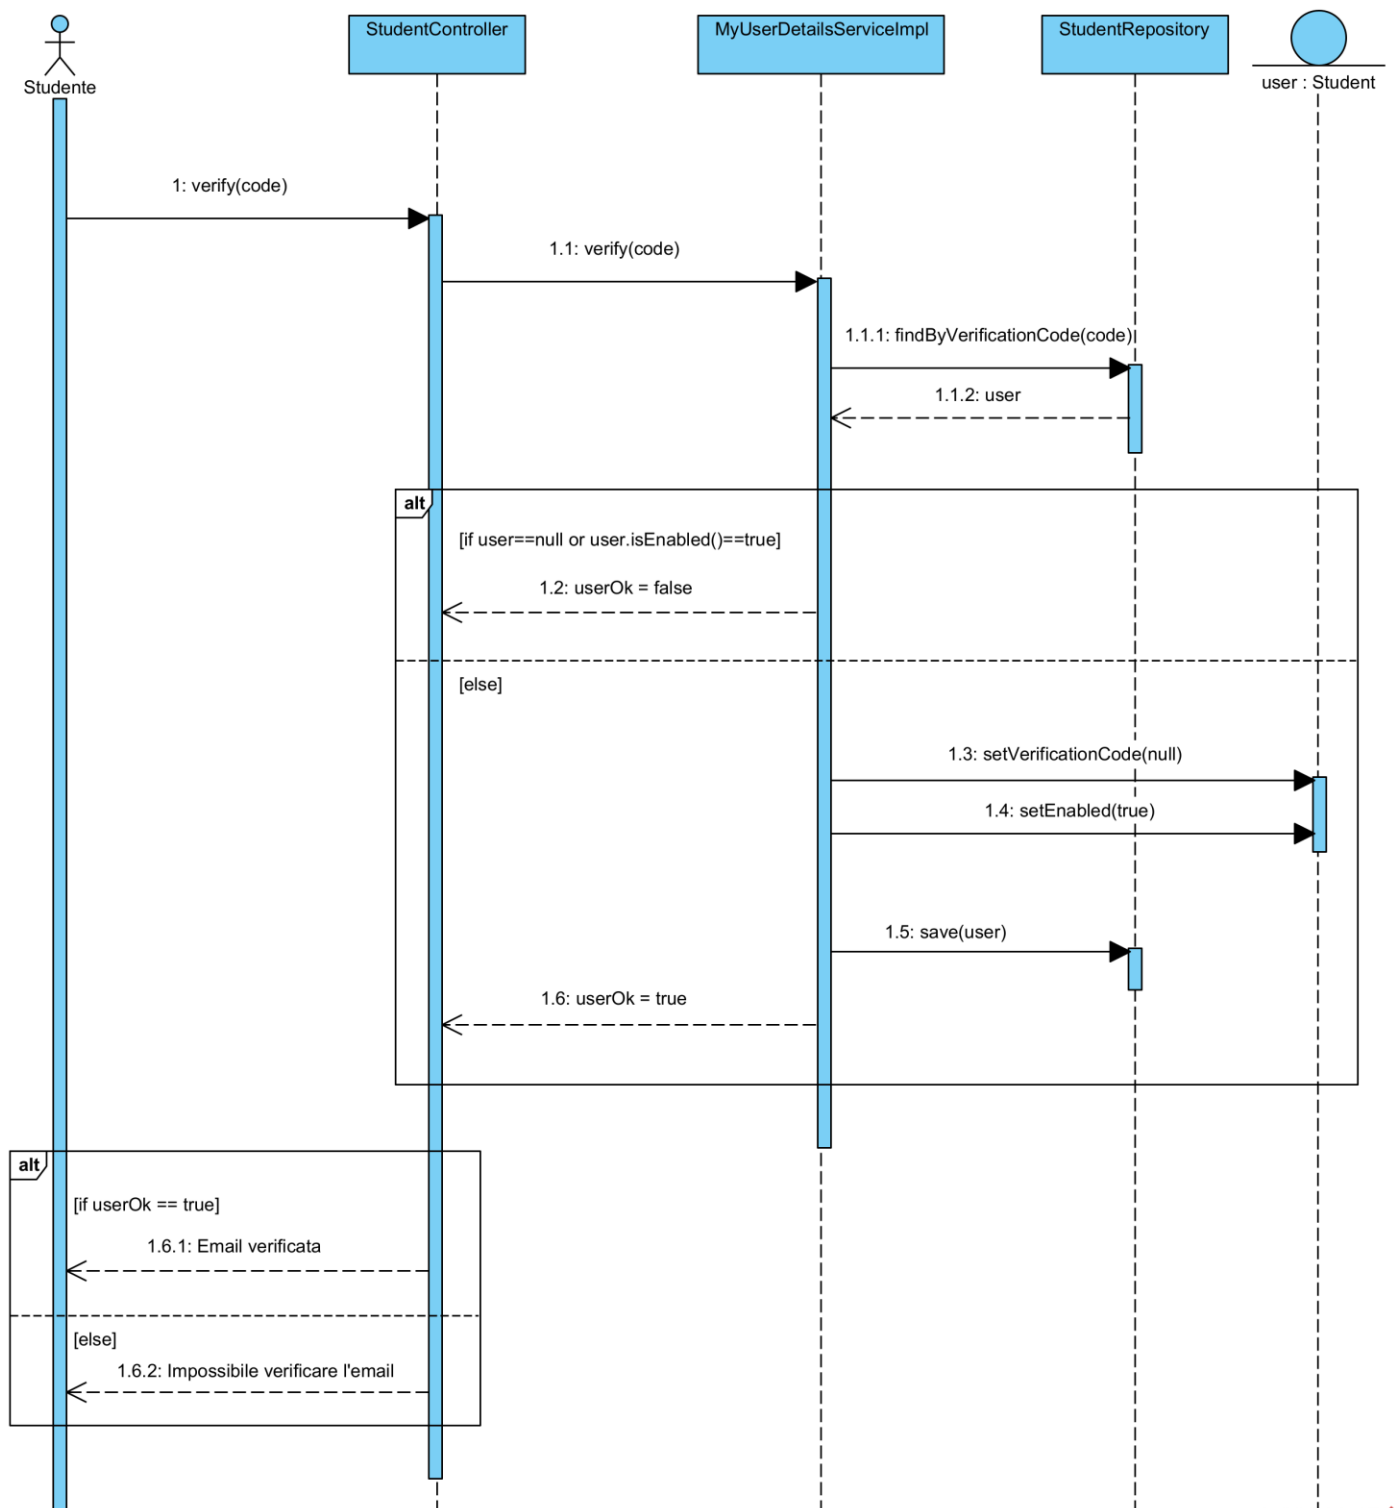 Studente
StudentController
MyUserDetailsServiceImpl
StudentRepository
user : Student
1: verify(code)
1.1: verify(code)
1.1.1: findByVerificationCode(code)
1.1.2: user
alt
[if user==null or user.isEnabled()==true]
1.2: userOk = false
[else]
1.3: setVerificationCode(null)
1.4: setEnabled(true)
1.5: save(user)
1.6: userOk = true
alt
[if userOk == true]
1.6.1: Email verificata
[else]
1.6.2: Impossibile verificare l'email